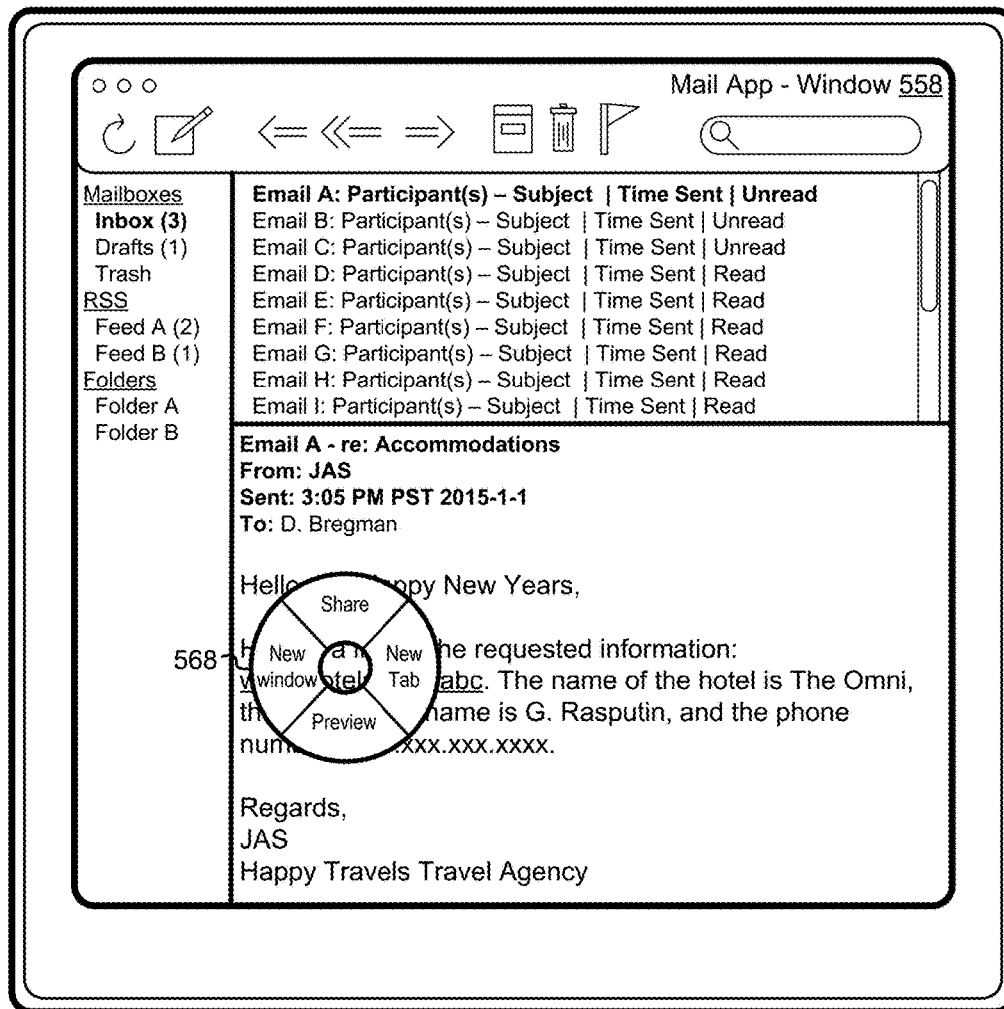 Mail App - Window 558
Mailboxes
Inbox (3)
Drafts (1)
Trash
RSS
Feed A (2)
Feed B (1)
Folders
Folder A
Folder B
Email A: Participant(s) – Subject | Time Sent | Unread
Email B: Participant(s) – Subject | Time Sent | Unread
Email C: Participant(s) – Subject | Time Sent | Unread
Email D: Participant(s) – Subject | Time Sent | Read
Email E: Participant(s) – Subject | Time Sent | Read
Email F: Participant(s) – Subject | Time Sent | Read
Email G: Participant(s) – Subject | Time Sent | Read
Email H: Participant(s) – Subject | Time Sent | Read
Email I: Participant(s) – Subject | Time Sent | Read
Email A - re: Accommodations
From: JAS
Sent: 3:05 PM PST 2015-1-1
To: D. Bregman
New Years,
requested information:
abc. The name of the hotel is The Omni,
name is G. Rasputin, and the phone
.xxx.xxx.xxxx.
Regards,
JAS
Happy Travels Travel Agency
Share
New
window
New
Tab
Preview
568